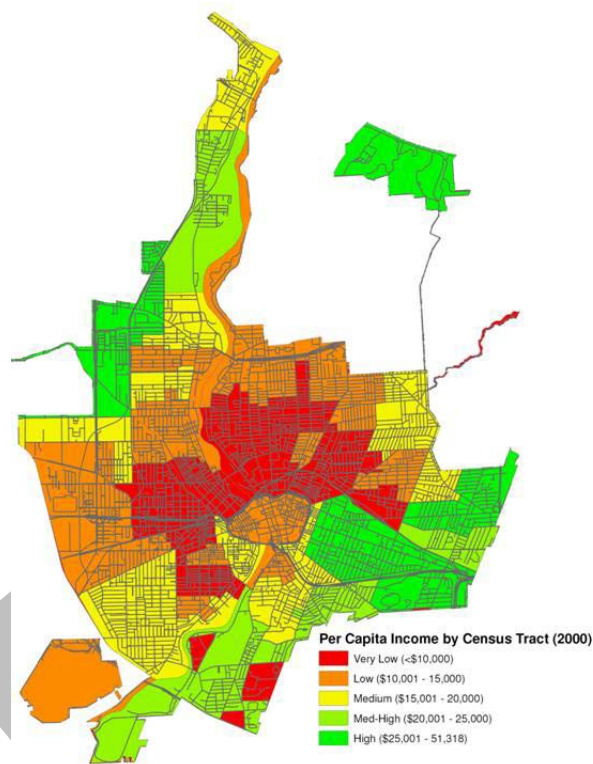 Per Capita Income by Census Tract (2000)
Very Low (<$10,000)
Low ($10,001 - 15,000)
Medium ($15,001 - 20,000)
Med-High ($20,001 - 25,000)
High ($25,001 - 51,318)